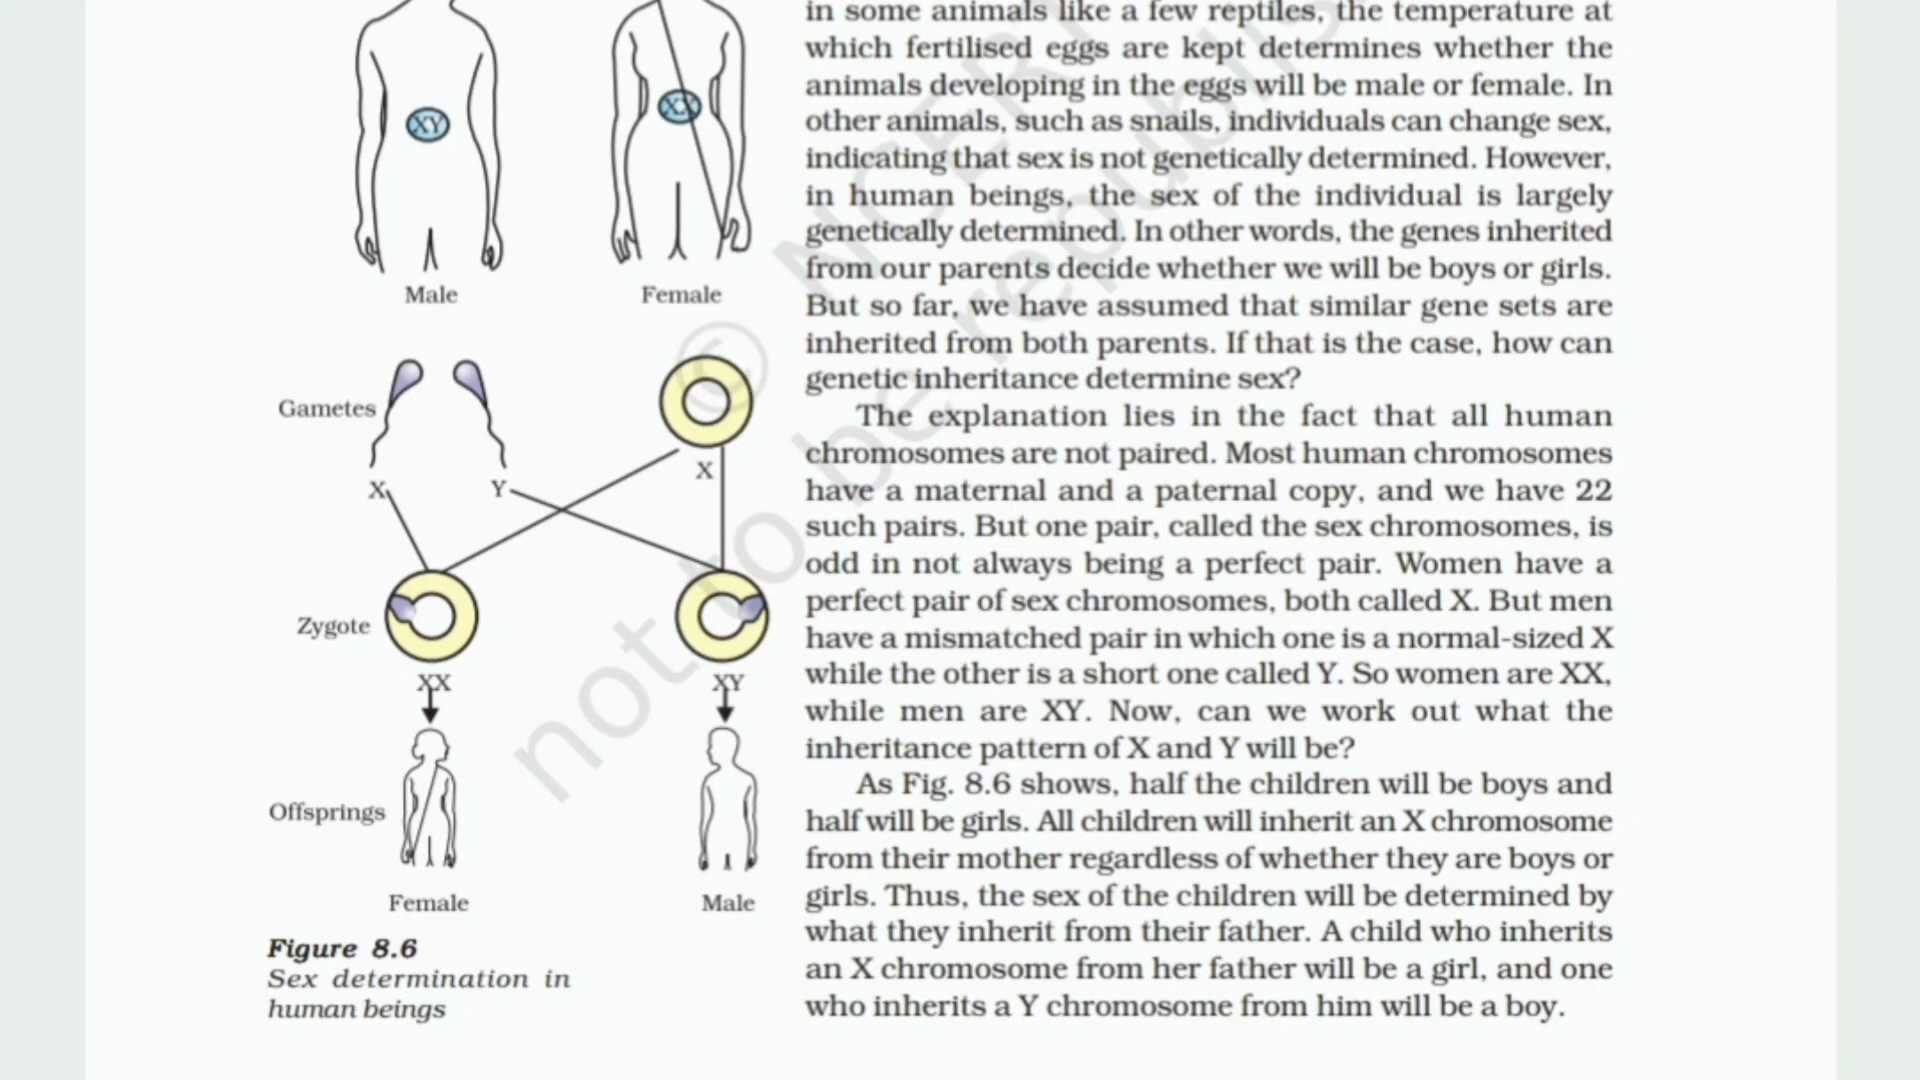 XY
XX
Male
Female
Gametes
X
X
Y
Zygote
XX
XY
Offsprings
Female
Male
Figure 8.6
Sex determination in
human beings
in some animals like a few reptiles, the temperature at
which fertilised eggs are kept determines whether the
animals developing in the eggs will be male or female. In
other animals, such as snails, individuals can change sex,
indicating that sex is not genetically determined. However,
in human beings, the sex of the individual is largely
genetically determined. In other words, the genes inherited
from our parents decide whether we will be boys or girls.
But so far, we have assumed that similar gene sets are
inherited from both parents. If that is the case, how can
genetic inheritance determine sex?
The explanation lies in the fact that all human
chromosomes are not paired. Most human chromosomes
have a maternal and a paternal copy, and we have 22
such pairs. But one pair, called the sex chromosomes, is
odd in not always being a perfect pair. Women have a
perfect pair of sex chromosomes, both called X. But men
have a mismatched pair in which one is a normal-sized X
while the other is a short one called Y. So women are XX,
while men are XY. Now, can we work out what the
inheritance pattern of X and Y will be?
As Fig. 8.6 shows, half the children will be boys and
half will be girls. All children will inherit an X chromosome
from their mother regardless of whether they are boys or
girls. Thus, the sex of the children will be determined by
what they inherit from their father. A child who inherits
an X chromosome from her father will be a girl, and one
who inherits a Y chromosome from him will be a boy.
© NCERT
not to be republis